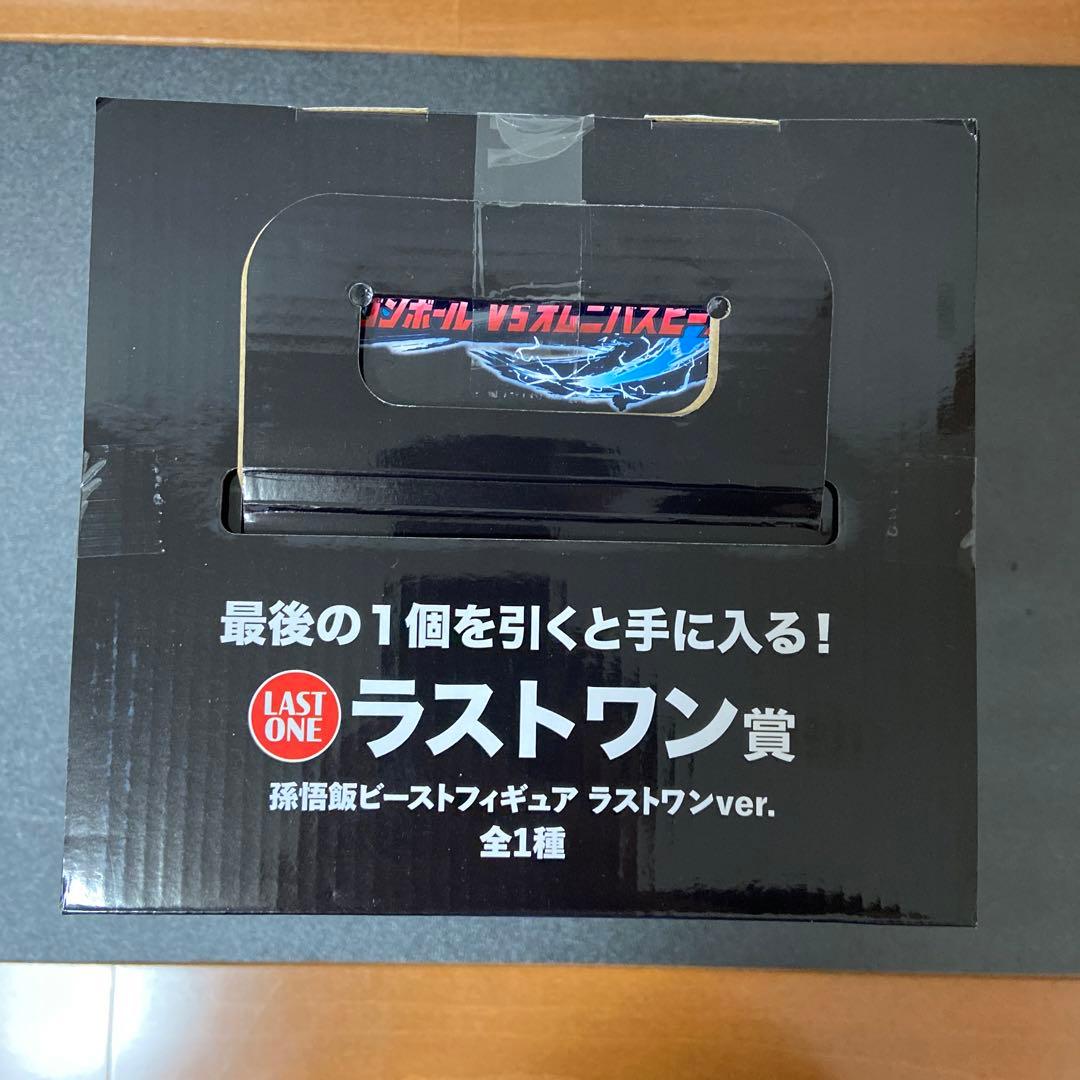 ンボール VSオムニバスビー
最後の1個を引くと手に入る!
LAST
ONE
ラストワン賞
孫悟飯ビーストフィギュア ラストワンver.
全1種